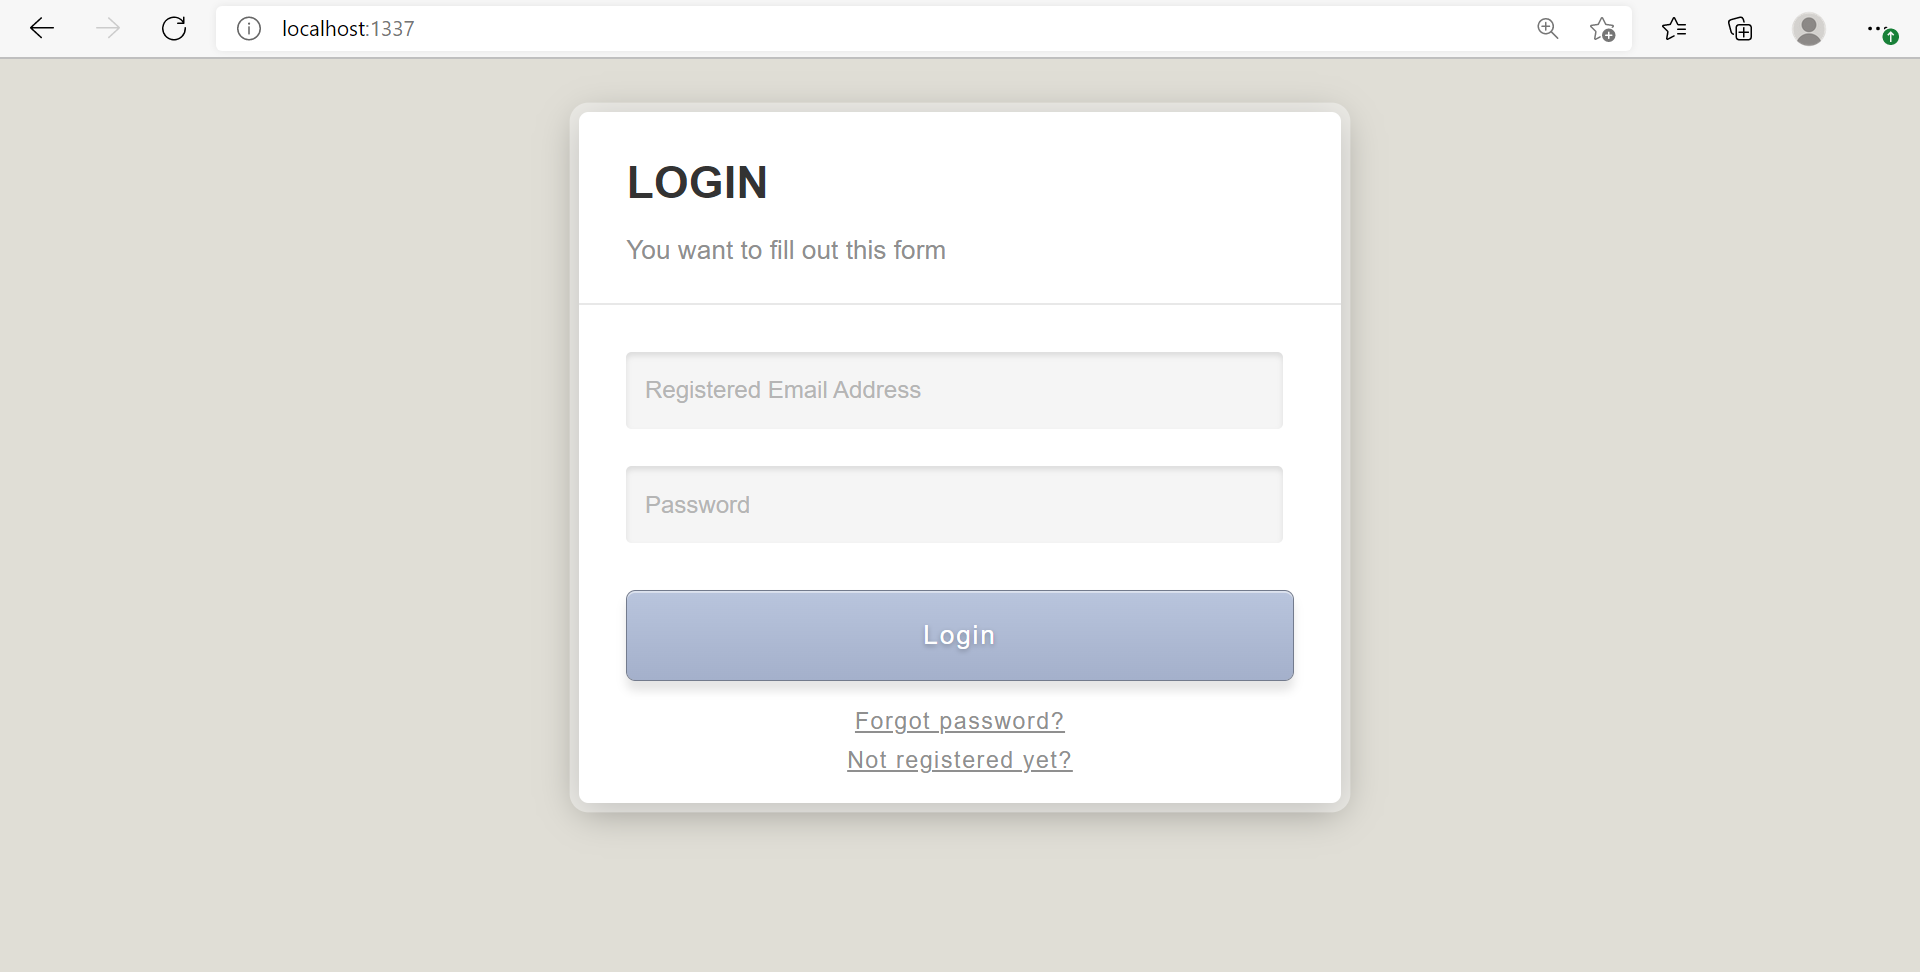 localhost:1337
LOGIN
You want to fill out this form
Registered Email Address
Password
Login
Forgot password?
Not registered yet?